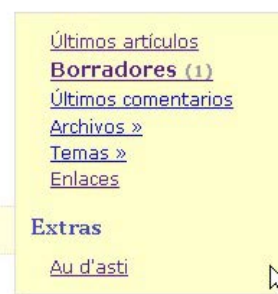 Últimos artículos
Borradores (1)
Últimos comentarios
Archivos »
Temas »
Enlaces
Extras
Au d'asti